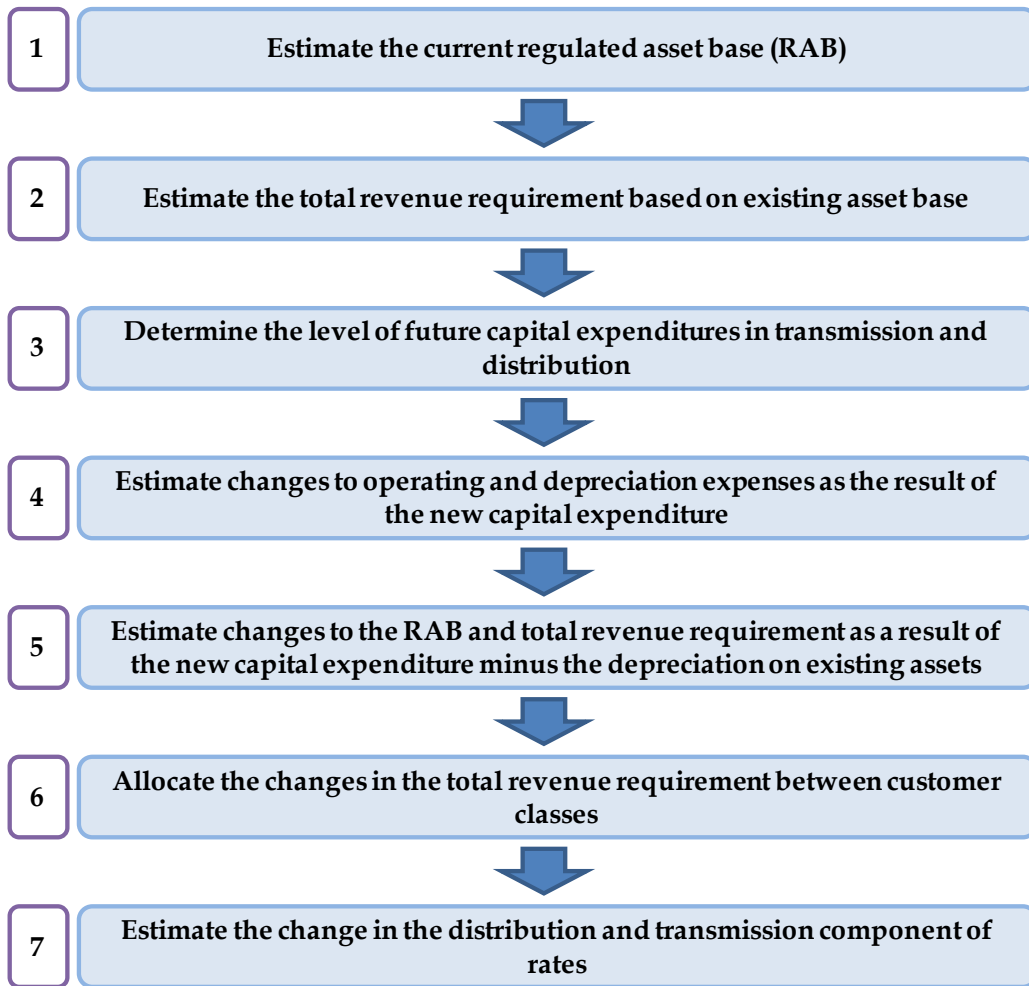 1
Estimate the current regulated asset base (RAB)
2
Estimate the total revenue requirement based on existing asset base
3
Determine the level of future capital expenditures in transmission and
distribution
4
Estimate changes to operating and depreciation expenses as the result of
the new capital expenditure
5
Estimate changes to the RAB and total revenue requirement as a result of
the new capital expenditure minus the depreciation on existing assets
6
Allocate the changes in the total revenue requirement between customer
classes
7
Estimate the change in the distribution and transmission component of
rates